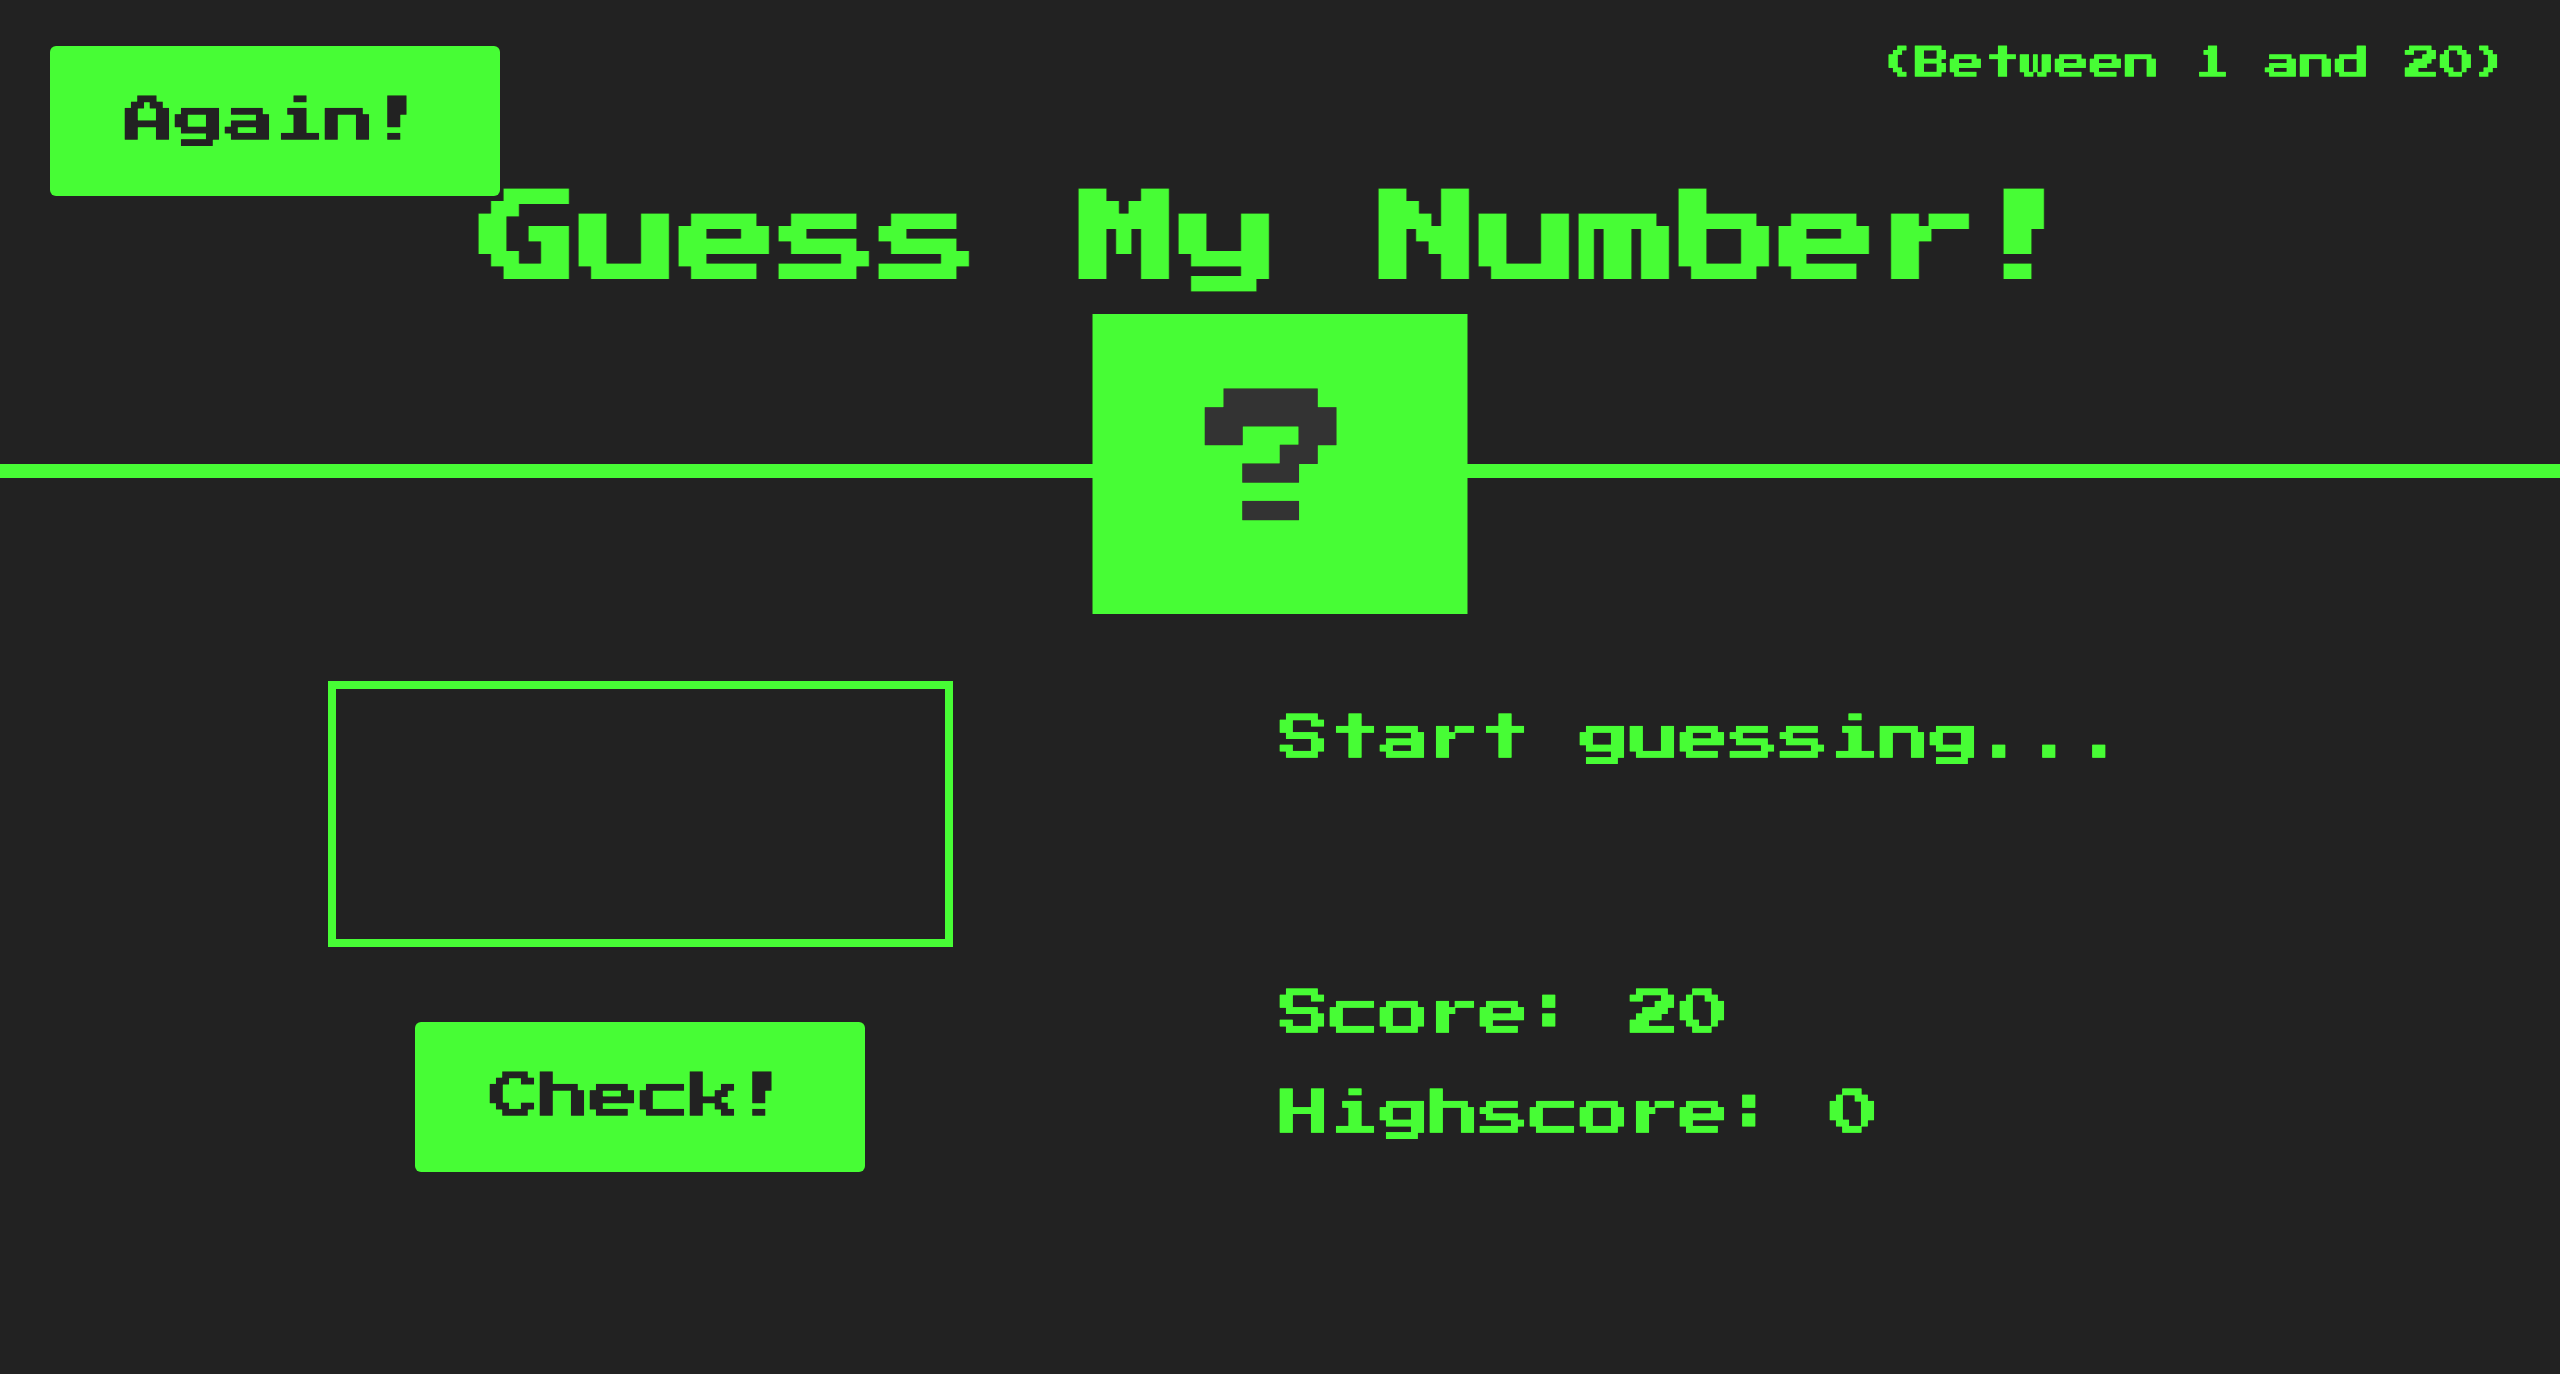 Again!
(Between 1 and 20)
Guess My Number!
?
Start guessing...
Score: 20
Check!
Highscore: 0